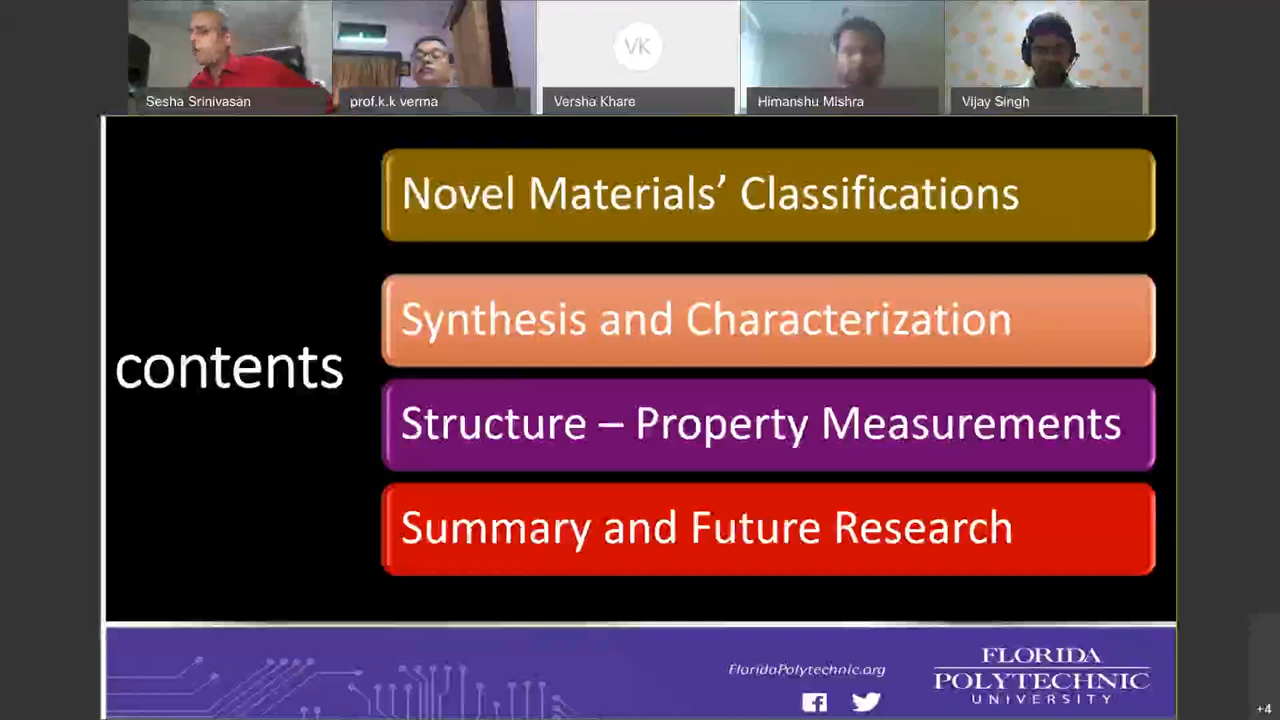 VK
Sesha Srinivasan
prof.k.k verma
Versha Khare
Himanshu Mishra
Vijay Singh
contents
Novel Materials’ Classifications
Synthesis and Characterization
Structure – Property Measurements
Summary and Future Research
FloridaPolytechnic.org
FLORIDA
POLYTECHNIC
UNIVERSITY
+4